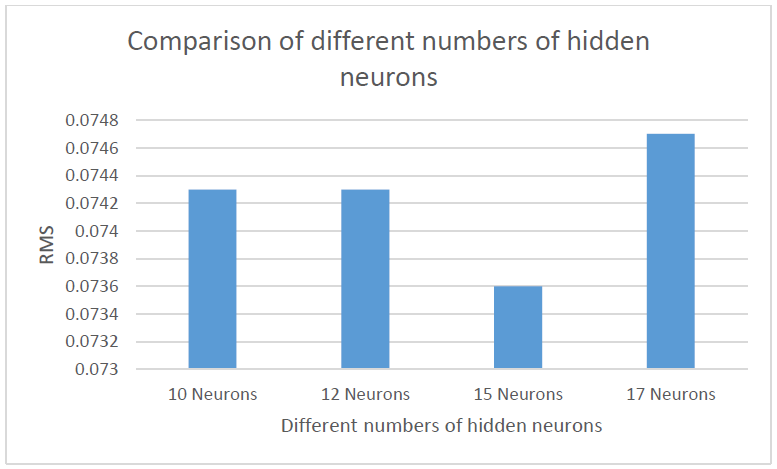 Comparison of different numbers of hidden
neurons
0.0748
0.0746
0.0744
0.0742
0.074
0.0738
0.0736
0.0734
0.0732
0.073
RMS
10 Neurons
12 Neurons
15 Neurons
17 Neurons
Different numbers of hidden neurons